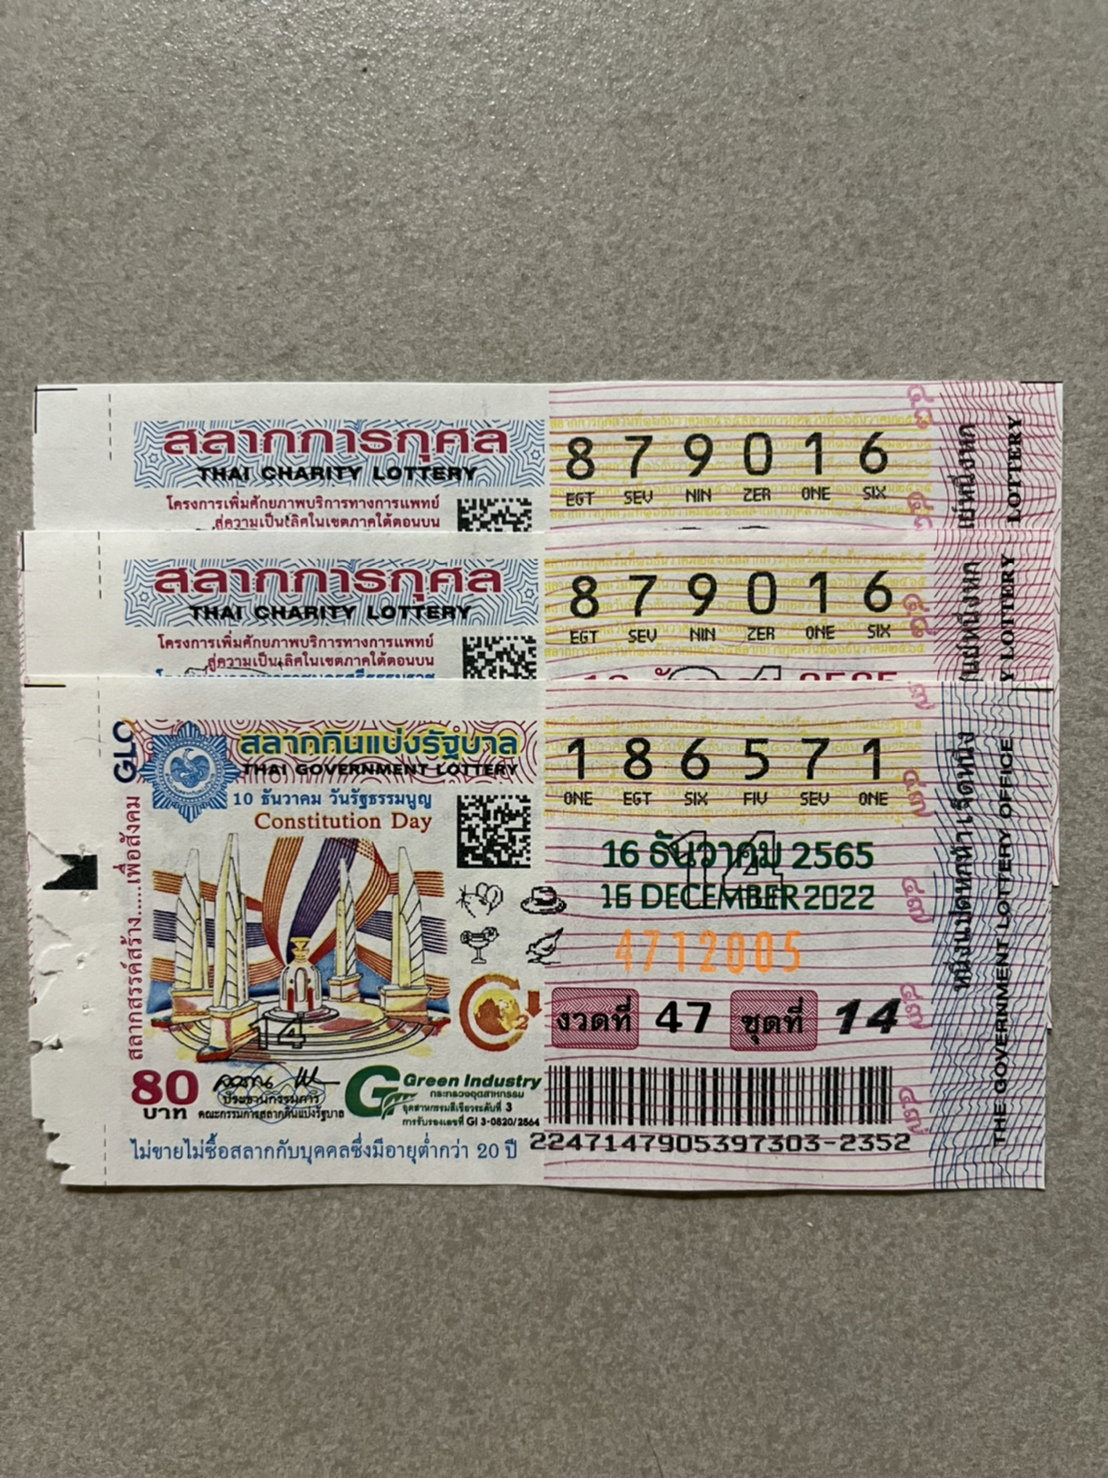 สลากการกุศล
THAI CHARITY LOTTERY
โครงการเพิ่มศักยภาพบริการทางการแพทย์
สู่ความเป็นเลิศในเขตภาคใต้ตอนบน
8 7 9 0 1 6
EGT SEV NIN ZER ONE SIX
LOTTERY
สลากการกุศล
THAI CHARITY LOTTERY
โครงการเพิ่มศักยภาพบริการทางการแพทย์
สู่ความเป็นเลิศในเขตภาคใต้ตอนบน
8 7 9 0 1 6
EGT SEV NIN ZER ONE SIX
Y LOTTERY
GLO
สลากกินแบ่งรัฐบาล
THAI GOVERNMENT LOTTERY
10 ธันวาคม วันรัฐธรรมนูญ
Constitution Day
สลากสรรค์สร้าง.....เพื่อสังคม
14
80
บาท
ประธานกรรมการ
คณะกรรมการสลากกินแบ่งรัฐบาล
G Green Industry
กระทรวงอุตสาหกรรม
อุตสาหกรรมสีเขียวระดับที่ 3
การรับรองเลขที่ GI 3-0820/2564
ไม่ขายไม่ซื้อสลากกับบุคคลซึ่งมีอายุต่ำกว่า 20 ปี
1 8 6 5 7 1
ONE EGT SIX FIV SEV ONE
14
16 ธันวาคม 2565
16 DECEMBER 2022
4712005
งวดที่ 47 ชุดที่ 14
2247147905397303-2352
หนึ่งแปดหกห้าเจ็ดหนึ่ง
THE GOVERNMENT LOTTERY OFFICE